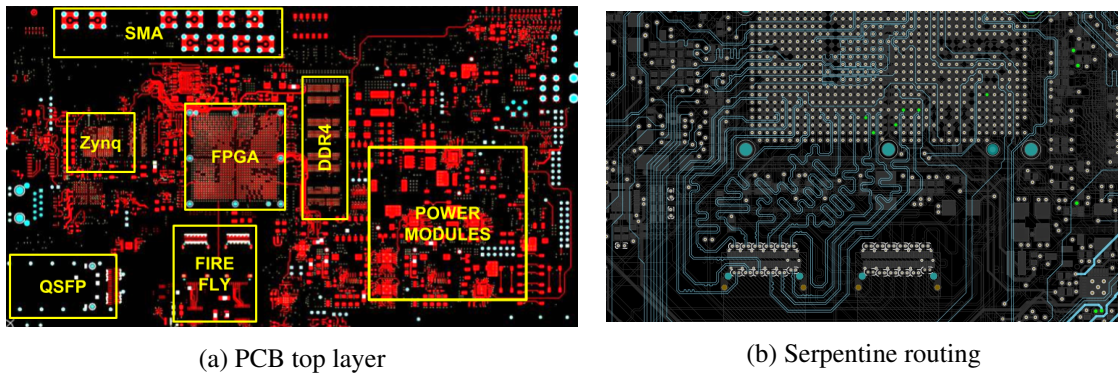 SMA
Zynq
FPGA
DDR4
POWER
MODULES
FIRE
FLY
QSFP
(a) PCB top layer
(b) Serpentine routing